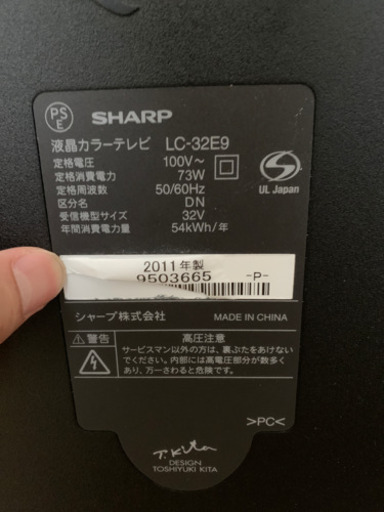 PS
E
SHARP
液晶カラーテレビ LC-32E9
定格電圧 100V～
定格消費電力 73W
定格周波数 50/60Hz
区分名 DN
受信機型サイズ 32V
年間消費電力量 54kWh/年
S
UL Japan
2011年製
9503665 -P-
シャープ株式会社 MADE IN CHINA
⚠警告 高圧注意
サービスマン以外の方は、裏ぶたをあけない
でください。内部には高電圧部分が数多く
あり、万一さわると危険です。
>PC<
T.Kita
DESIGN
TOSHIYUKI KITA